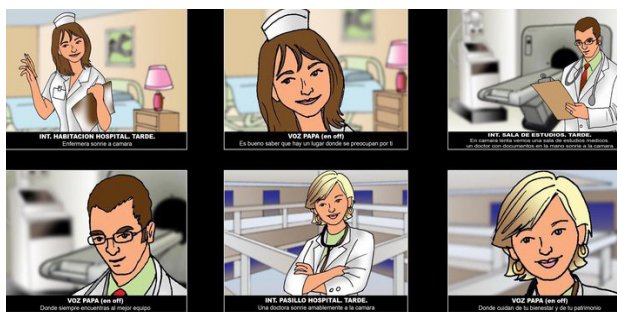 INT. HABITACION HOSPITAL. TARDE.
Enfermera sonrie a camara
VOZ PAPA (en off)
Es bueno saber que hay un lugar donde se preocupan por ti
INT. SALA DE ESTUDIOS. TARDE.
En camara lenta vemos una sala de estudios medicos
un doctor con documentos en la mano sonrie a la camara
VOZ PAPA (en off)
Donde siempre encuentras al mejor equipo
INT. PASILLO HOSPITAL. TARDE.
Una doctora sonrie amablemente a la camara
VOZ PAPA (en off)
Donde cuidan de tu bienestar y de tu patrimonio